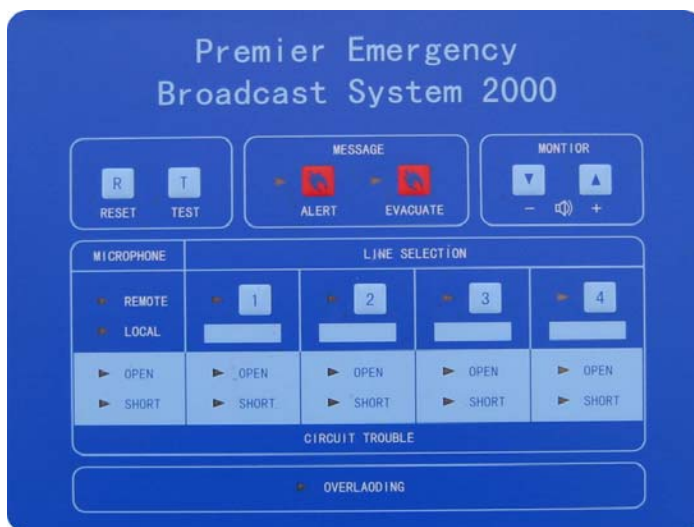 Premier Emergency
Broadcast System 2000
MESSAGE
MONTIOR
R
T
RESET
TEST
ALERT
EVACUATE
- +
MICROPHONE
LINE SELECTION
REMOTE
1
2
3
4
LOCAL
OPEN OPEN OPEN OPEN OPEN
SHORT SHORT SHORT SHORT SHORT
CIRCUIT TROUBLE
OVERLAODING